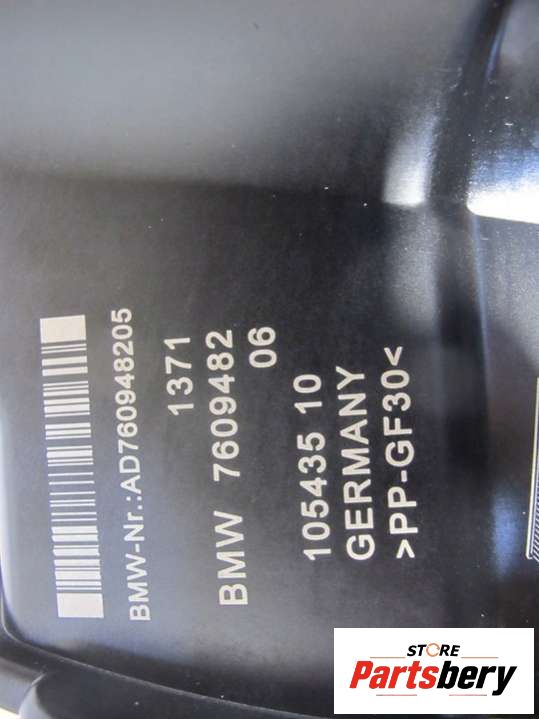 BMW-Nr.:AD760948205
1371
BMW 7609482
06
105435 10
GERMANY
>PP-GF30<
STORE
Partsbery